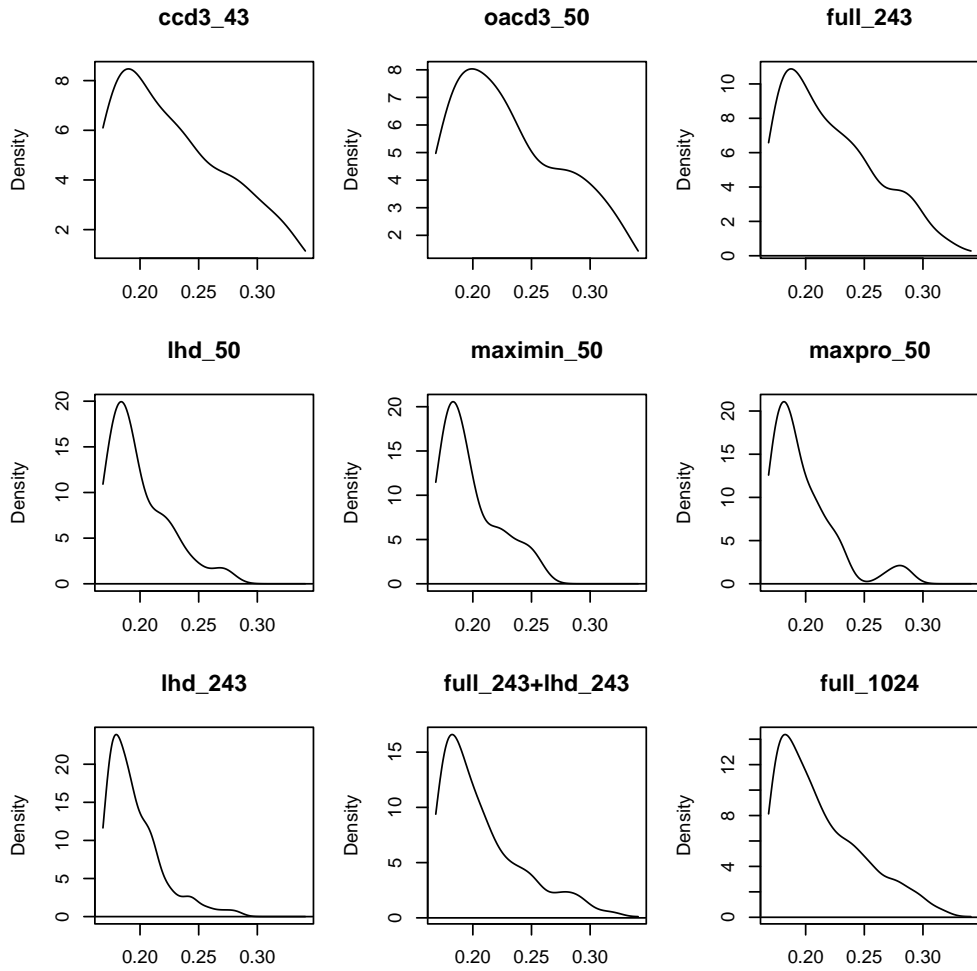 ccd3_43
Density
2 4 6 8
0.20 0.25 0.30
oacd3_50
Density
2 3 4 5 6 7 8
0.20 0.25 0.30
full_243
Density
0 2 4 6 8 10
0.20 0.25 0.30
lhd_50
Density
0 5 10 15 20
0.20 0.25 0.30
maximin_50
Density
0 5 10 15 20
0.20 0.25 0.30
maxpro_50
Density
0 5 10 15 20
0.20 0.25 0.30
lhd_243
Density
0 5 10 15 20
0.20 0.25 0.30
full_243+lhd_243
Density
0 5 10 15
0.20 0.25 0.30
full_1024
Density
0 4 8 12
0.20 0.25 0.30